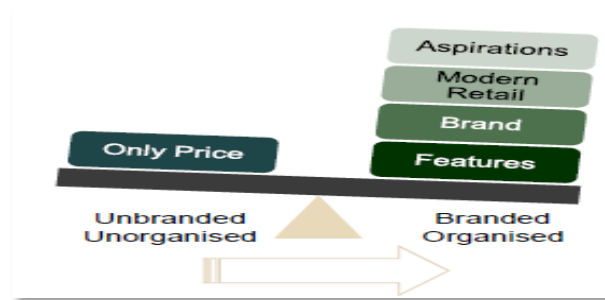 Aspirations
Modern
Retail
Brand
Only Price
Features
Unbranded
Unorganised
Branded
Organised